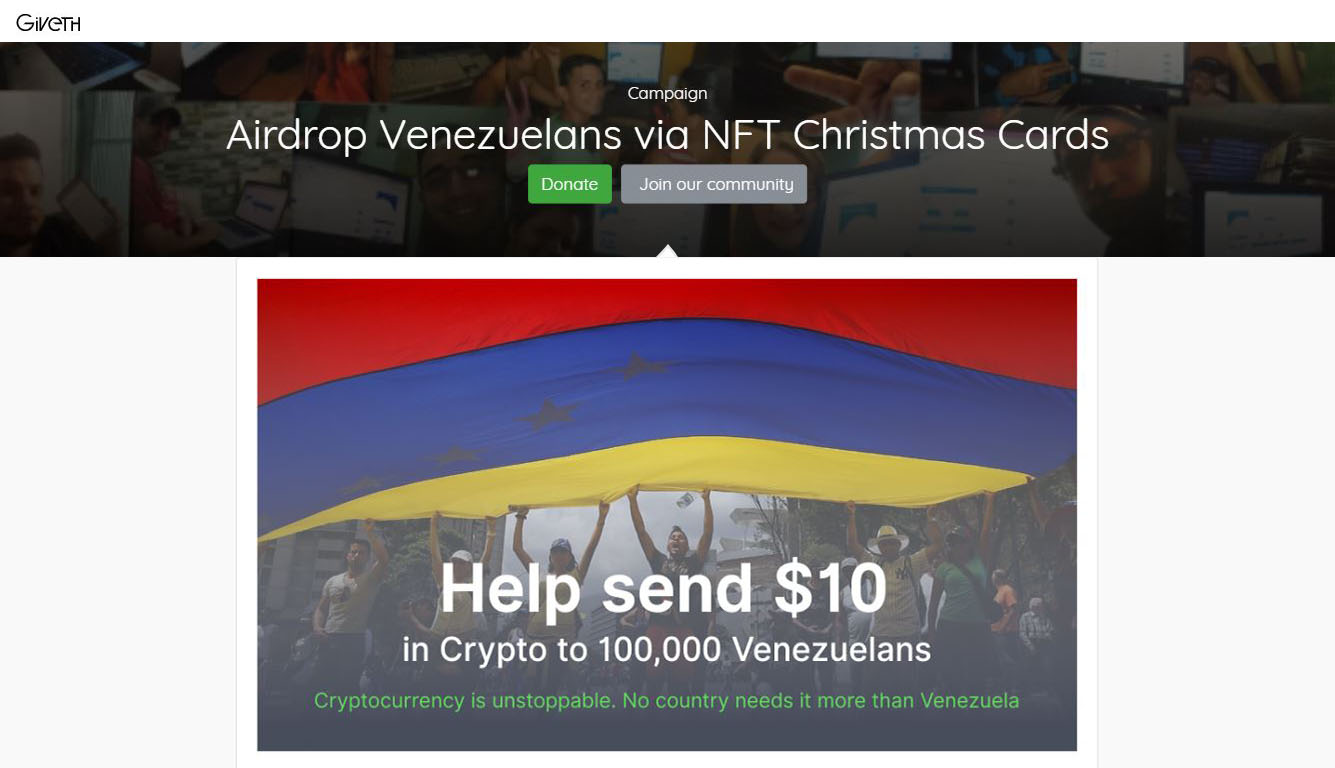 GiVETH
Campaign
Airdrop Venezuelans via NFT Christmas Cards
Donate
Join our community
Help send $10
in Crypto to 100,000 Venezuelans
Cryptocurrency is unstoppable. No country needs it more than Venezuela